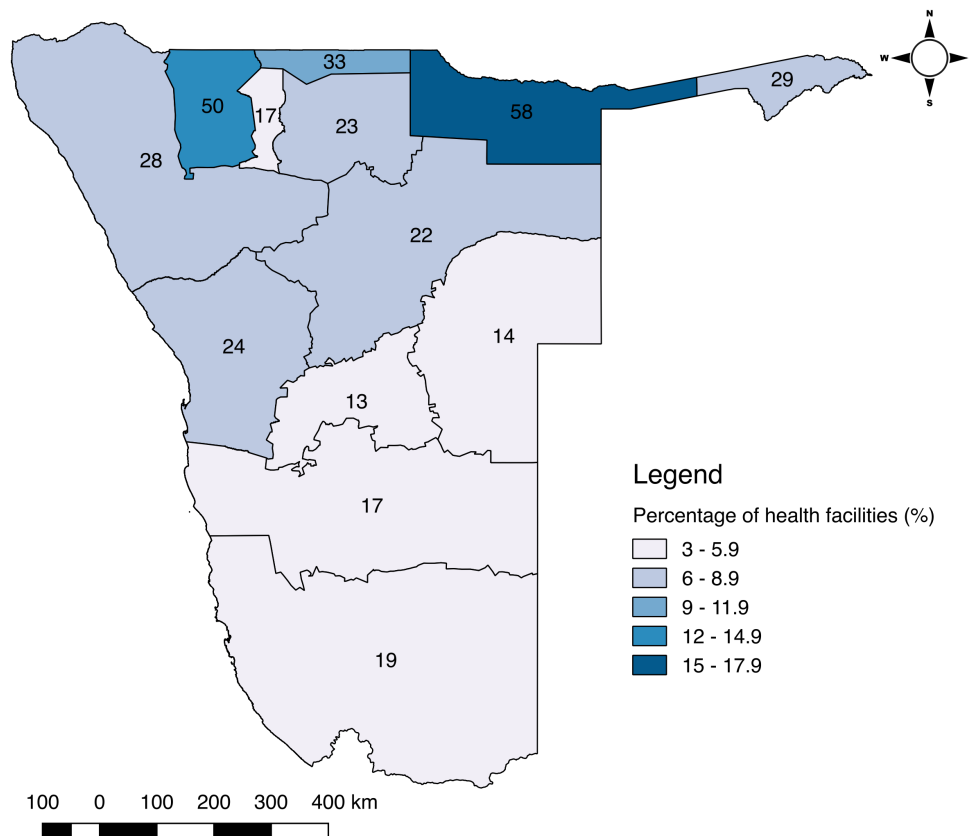 N
W
E
S
33
29
50
17
58
23
28
22
14
24
13
17
19
Legend
Percentage of health facilities (%)
3 - 5.9
6 - 8.9
9 - 11.9
12 - 14.9
15 - 17.9
100 0 100 200 300 400 km